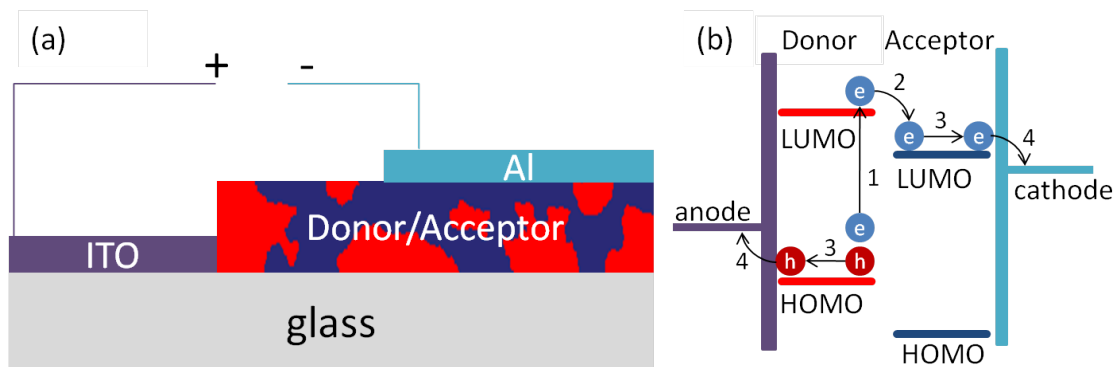 (a)
+ -
Al
Donor/Acceptor
ITO
glass
(b) Donor Acceptor
e 2
e 3 e
LUMO 4
LUMO
1 cathode
anode
e
4 h 3 h
HOMO
HOMO